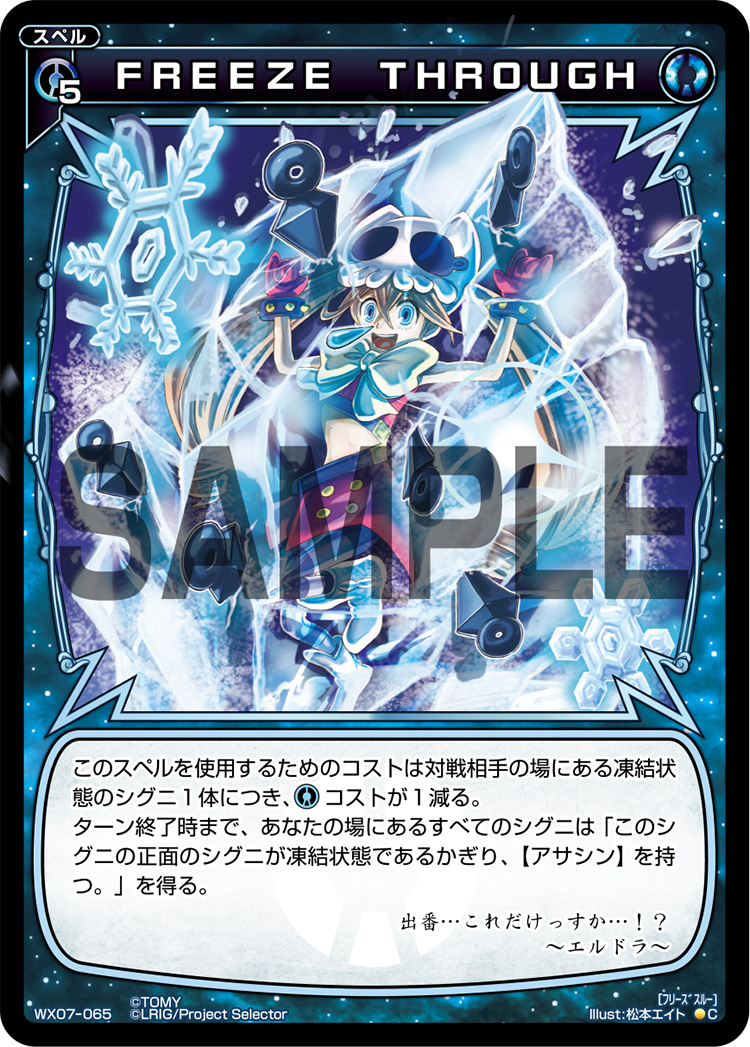 スペル
5
FREEZE THROUGH
SAMPLE
このスペルを使用するためのコストは対戦相手の場にある凍結状
態のシグニ1体につき、コストが1減る。
ターン終了時まで、あなたの場にあるすべてのシグニは「このシ
グニの正面のシグニが凍結状態であるかぎり、【アサシン】を持
つ。」を得る。
出番…これだけっすか…!?
～エルドラ～
[フリーズスルー]
©TOMY
WX07-065 ©LRIG/Project Selector
Illust:松本エイト C